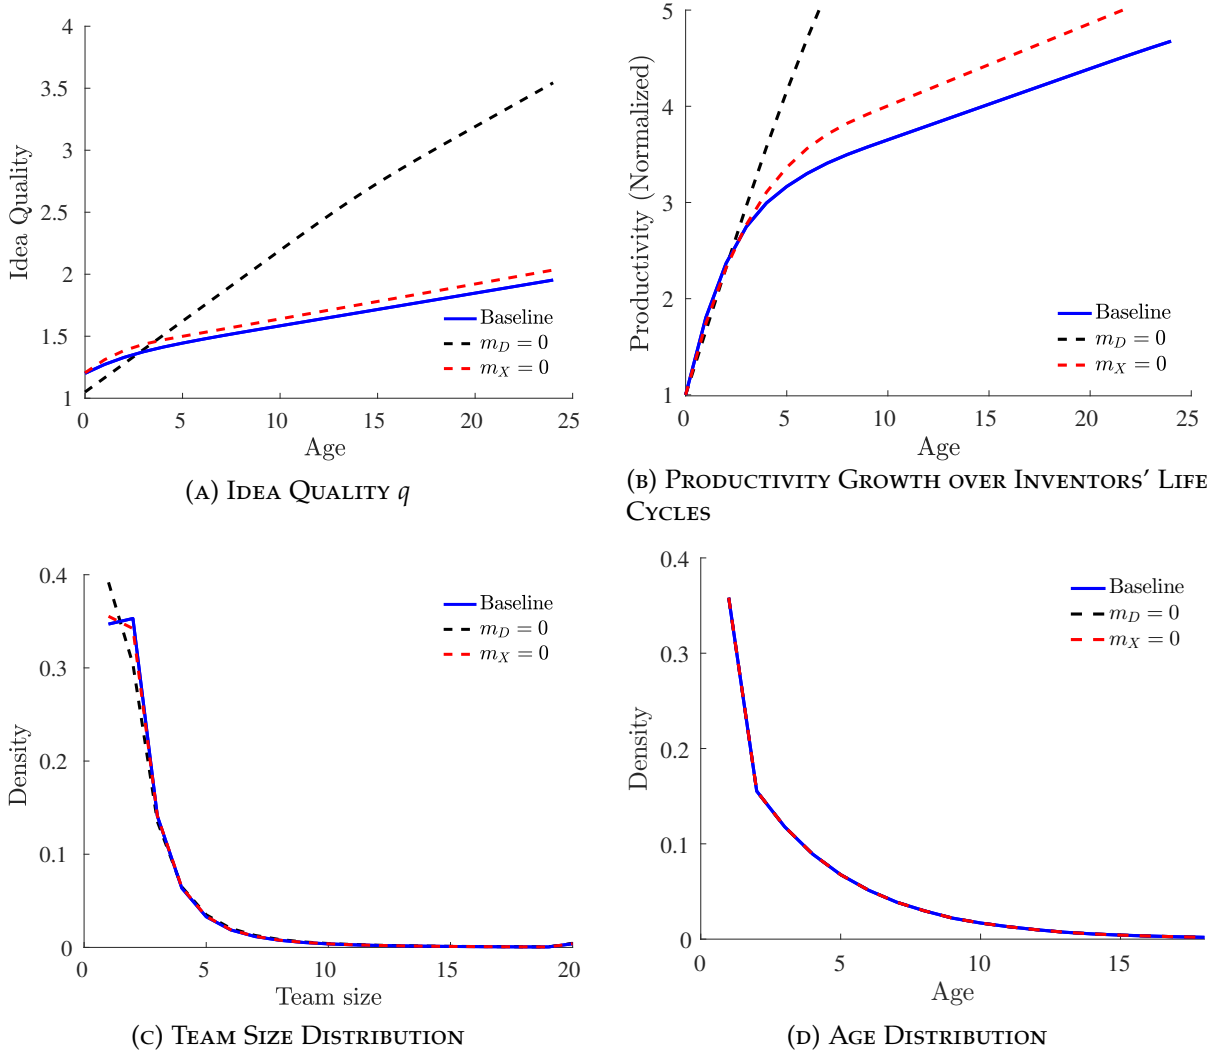 4
3.5
3
2.5
2
1.5
1
Idea Quality
Baseline
m_D = 0
m_X = 0
0 5 10 15 20 25
Age
(A) IDEA QUALITY q
5
4
3
2
1
Productivity (Normalized)
Baseline
m_D = 0
m_X = 0
0 5 10 15 20 25
Age
(B) PRODUCTIVITY GROWTH OVER INVENTORS' LIFE
CYCLES
0.4
0.3
0.2
0.1
0
Density
Baseline
m_D = 0
m_X = 0
0 5 10 15 20
Team size
(C) TEAM SIZE DISTRIBUTION
0.4
0.3
0.2
0.1
0
Density
Baseline
m_D = 0
m_X = 0
0 5 10 15
Age
(D) AGE DISTRIBUTION